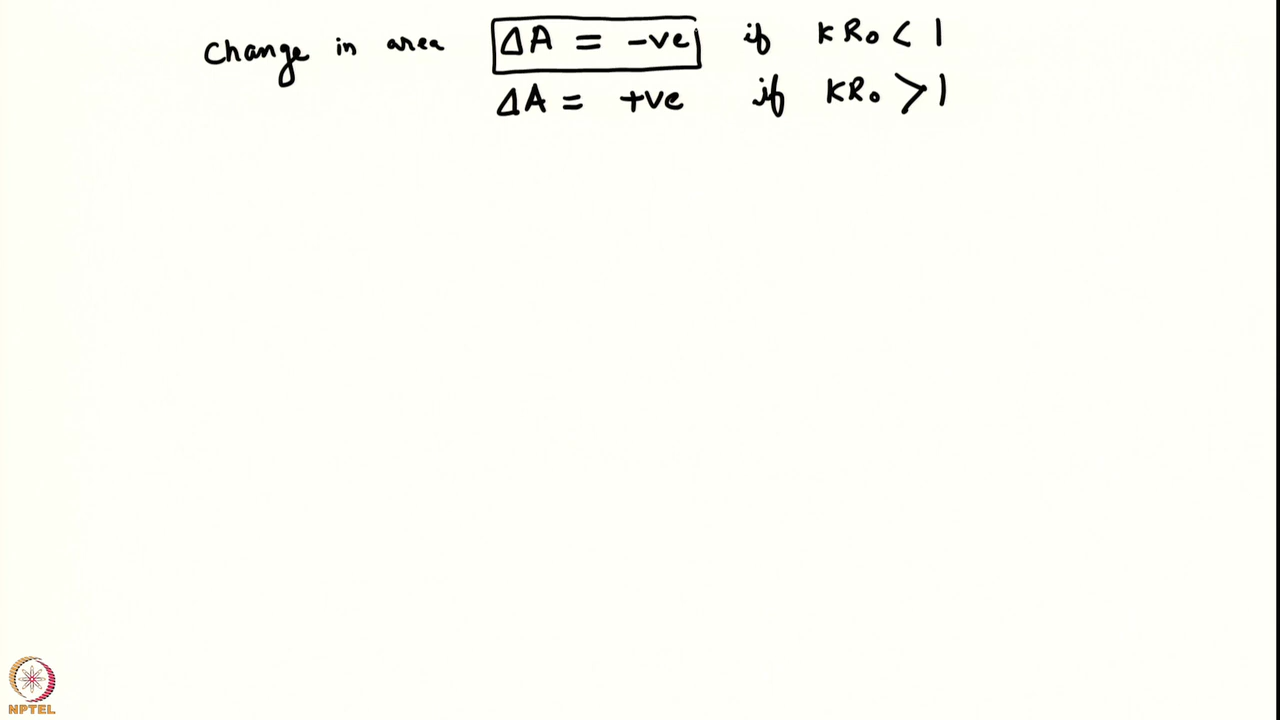 Change in area ΔA = -ve if kR₀ < 1
ΔA = +ve if kR₀ > 1
NPTEL